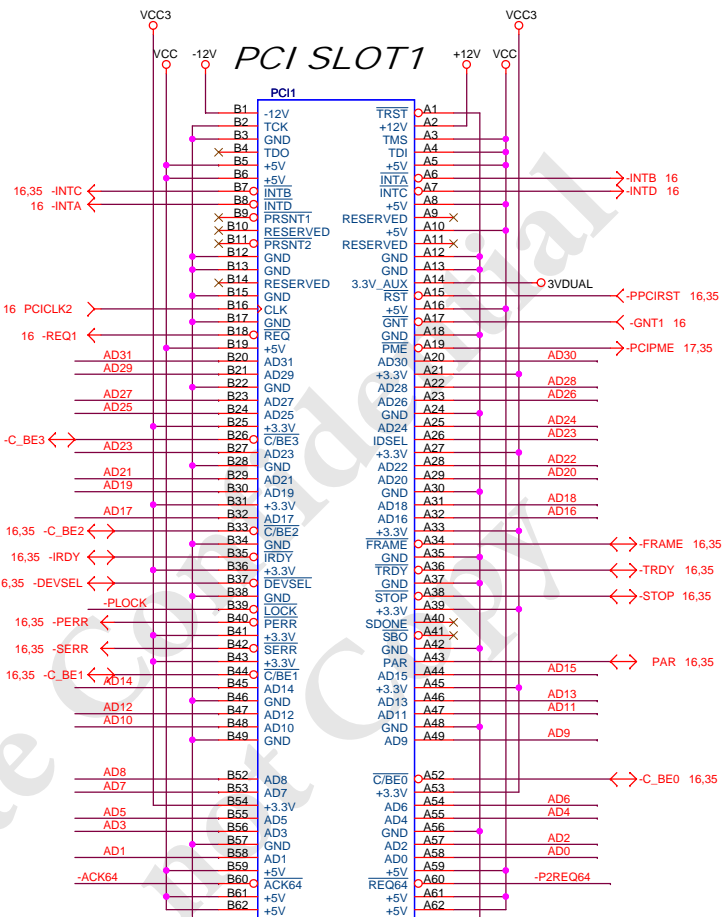 VCC3 VCC3
VCC -12V PCI SLOT1 +12V VCC
PCI1
B1 -12V TRST A1
B2 TCK +12V A2
B3 GND TMS A3
B4 TDO TDI A4
B5 +5V +5V A5
B6 +5V INTA A6 -INTB 16
16,35 -INTC B7 INTB INTC A7 -INTD 16
16 -INTA B8 INTD +5V A8
B9 PRSNT1 RESERVED A9
B10 RESERVED +5V A10
B11 PRSNT2 RESERVED A11
B12 GND GND A12
B13 GND GND A13
B14 RESERVED 3.3V_AUX A14 3VDUAL
B15 GND RST A15 -PPCIRST 16,35
16 PCICLK2 B16 CLK +5V A16
B17 GND GNT A17 -GNT1 16
16 -REQ1 B18 REQ GND A18
B19 +5V PME A19 -PCIPME 17,35
AD31 B20 AD31 AD30 A20 AD30
AD29 B21 AD29 +3.3V A21
B22 GND AD28 A22 AD28
AD27 B23 AD27 AD26 A23 AD26
AD25 B24 AD25 GND A24
B25 +3.3V AD24 A25 AD24
-C_BE3 B26 C/BE3 IDSEL A26 AD23
AD23 B27 AD23 +3.3V A27
B28 GND AD22 A28 AD22
AD21 B29 AD21 AD20 A29 AD20
AD19 B30 AD19 GND A30
B31 +3.3V AD18 A31 AD18
AD17 B32 AD17 AD16 A32 AD16
16,35 -C_BE2 B33 C/BE2 +3.3V A33
B34 GND FRAME A34 -FRAME 16,35
16,35 -IRDY B35 IRDY GND A35
B36 +3.3V TRDY A36 -TRDY 16,35
16,35 -DEVSEL B37 DEVSEL GND A37
B38 GND STOP A38 -STOP 16,35
-PLOCK B39 LOCK +3.3V A39
16,35 -PERR B40 PERR SDONE A40
B41 +3.3V SBO A41
16,35 -SERR B42 SERR GND A42
B43 +3.3V PAR A43 PAR 16,35
16,35 -C_BE1 B44 C/BE1 AD15 A44 AD15
AD14 B45 AD14 +3.3V A45
B46 GND AD13 A46 AD13
AD12 B47 AD12 AD11 A47 AD11
AD10 B48 AD10 GND A48
B49 GND AD9 A49 AD9
AD8 B52 AD8 C/BE0 A52 -C_BE0 16,35
AD7 B53 AD7 +3.3V A53
B54 +3.3V AD6 A54 AD6
AD5 B55 AD5 AD4 A55 AD4
AD3 B56 AD3 GND A56
B57 GND AD2 A57 AD2
AD1 B58 AD1 AD0 A58 AD0
B59 +5V +5V A59
-ACK64 B60 ACK64 REQ64 A60 -P2REQ64
B61 +5V +5V A61
B62 +5V +5V A62
Confidential
not Copy